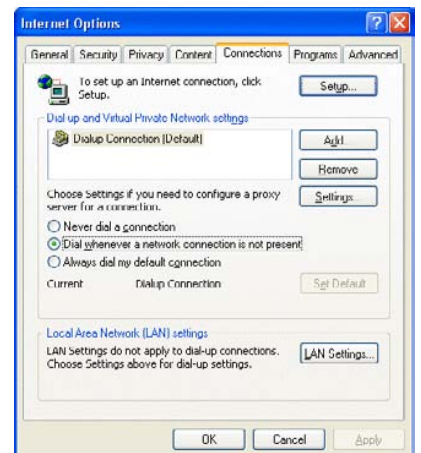 Internet Options
General Security Privacy Content Connections Programs Advanced
To set up an Internet connection, click
Setup.
Setup...
Dial up and Virtual Private Network settings
Dialup Connection (Default)
Add
Remove
Choose Settings if you need to configure a proxy
server for a connection.
Settings
Never dial a connection
Dial whenever a network connection is not present
Always dial my default connection
Current Dialup Connection
Set Default
Local Area Network (LAN) settings
LAN Settings do not apply to dial-up connections.
Choose Settings above for dial-up settings.
LAN Settings...
OK Cancel Apply